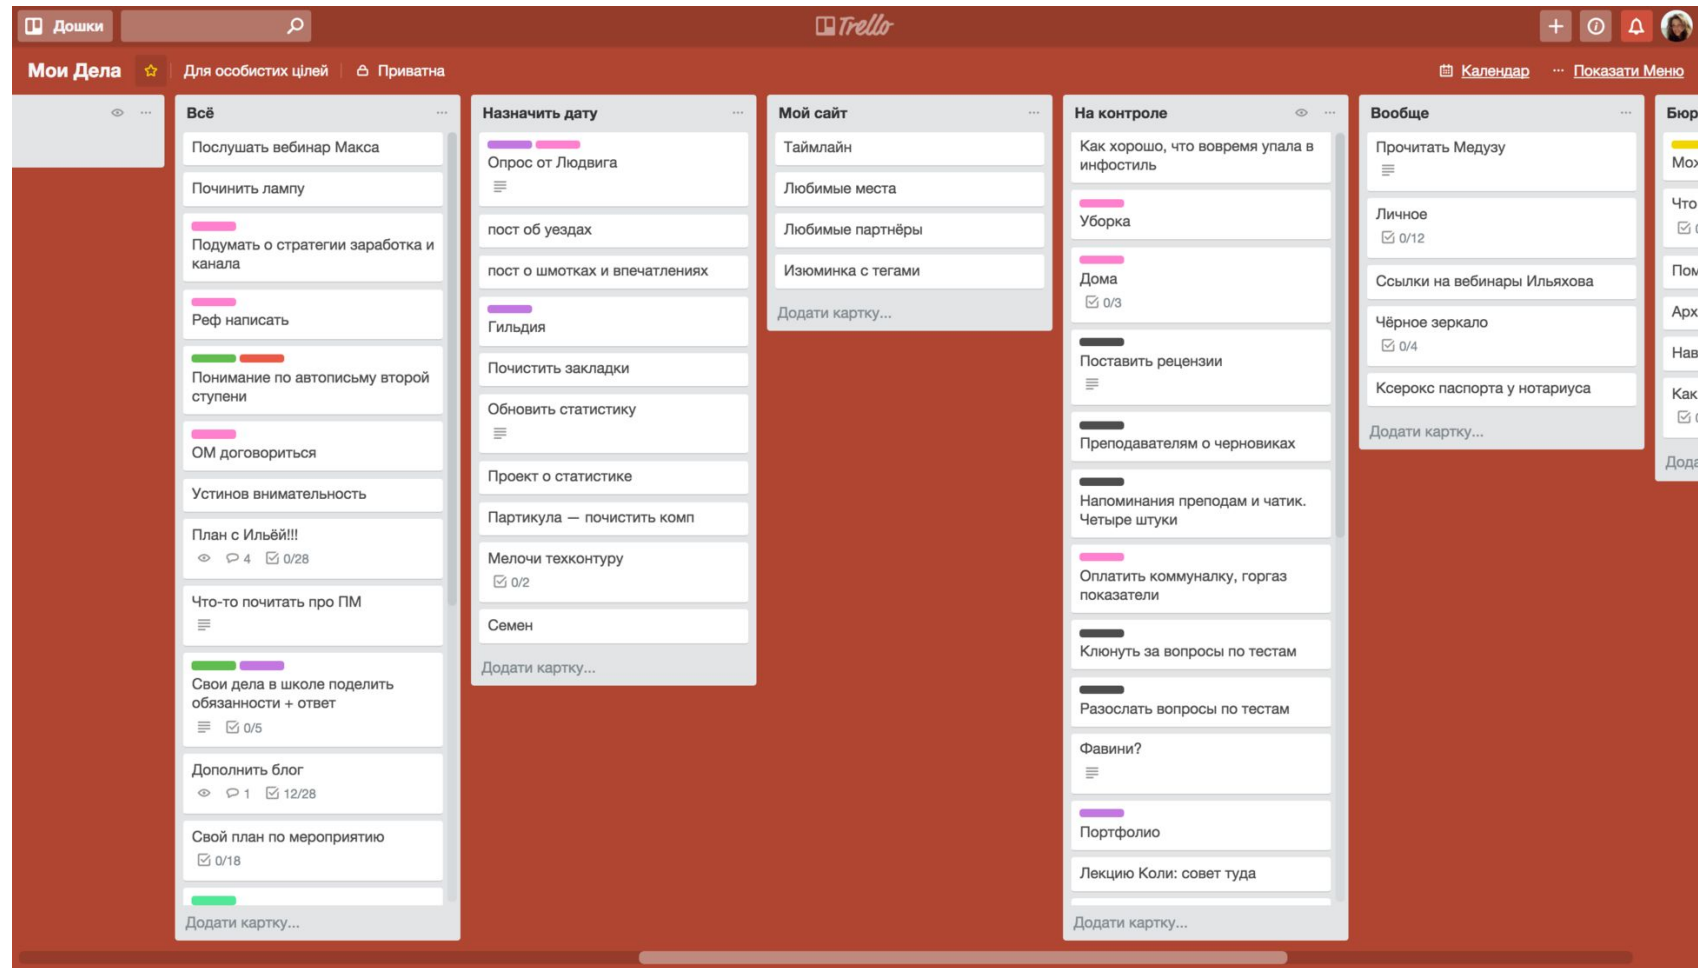 Дошки
Trello
Мои Дела
Для особистих цілей
Приватна
Календар
Показати Меню
Всё
Послушать вебинар Макса
Починить лампу
Подумать о стратегии заработка и
канала
Реф написать
Понимание по автописьму второй
ступени
ОМ договориться
Устинов внимательность
План с Ильёй!!!
4 0/28
Что-то почитать про ПМ
Свои дела в школе поделить
обязанности + ответ
0/5
Дополнить блог
1 12/28
Свой план по мероприятию
0/18
Додати картку...
Назначить дату
Опрос от Людвига
пост об уездах
пост о шмотках и впечатлениях
Гильдия
Почистить закладки
Обновить статистику
Проект о статистике
Партикула — почистить комп
Мелочи техконтуру
0/2
Семен
Додати картку...
Мой сайт
Таймлайн
Любимые места
Любимые партнёры
Изюминка с тегами
Додати картку...
На контроле
Как хорошо, что вовремя упала в
инфостиль
Уборка
Дома
0/3
Поставить рецензии
Преподавателям о черновиках
Напоминания преподам и чатик.
Четыре штуки
Оплатить коммуналку, горгаз
показатели
Клюнуть за вопросы по тестам
Разослать вопросы по тестам
Фавини?
Портфолио
Лекцию Коли: совет туда
Додати картку...
Вообще
Прочитать Медузу
Личное
0/12
Ссылки на вебинары Ильяхова
Чёрное зеркало
0/4
Ксерокс паспорта у нотариуса
Додати картку...
Бюр
Что
Пом
Арх
Нав
Как